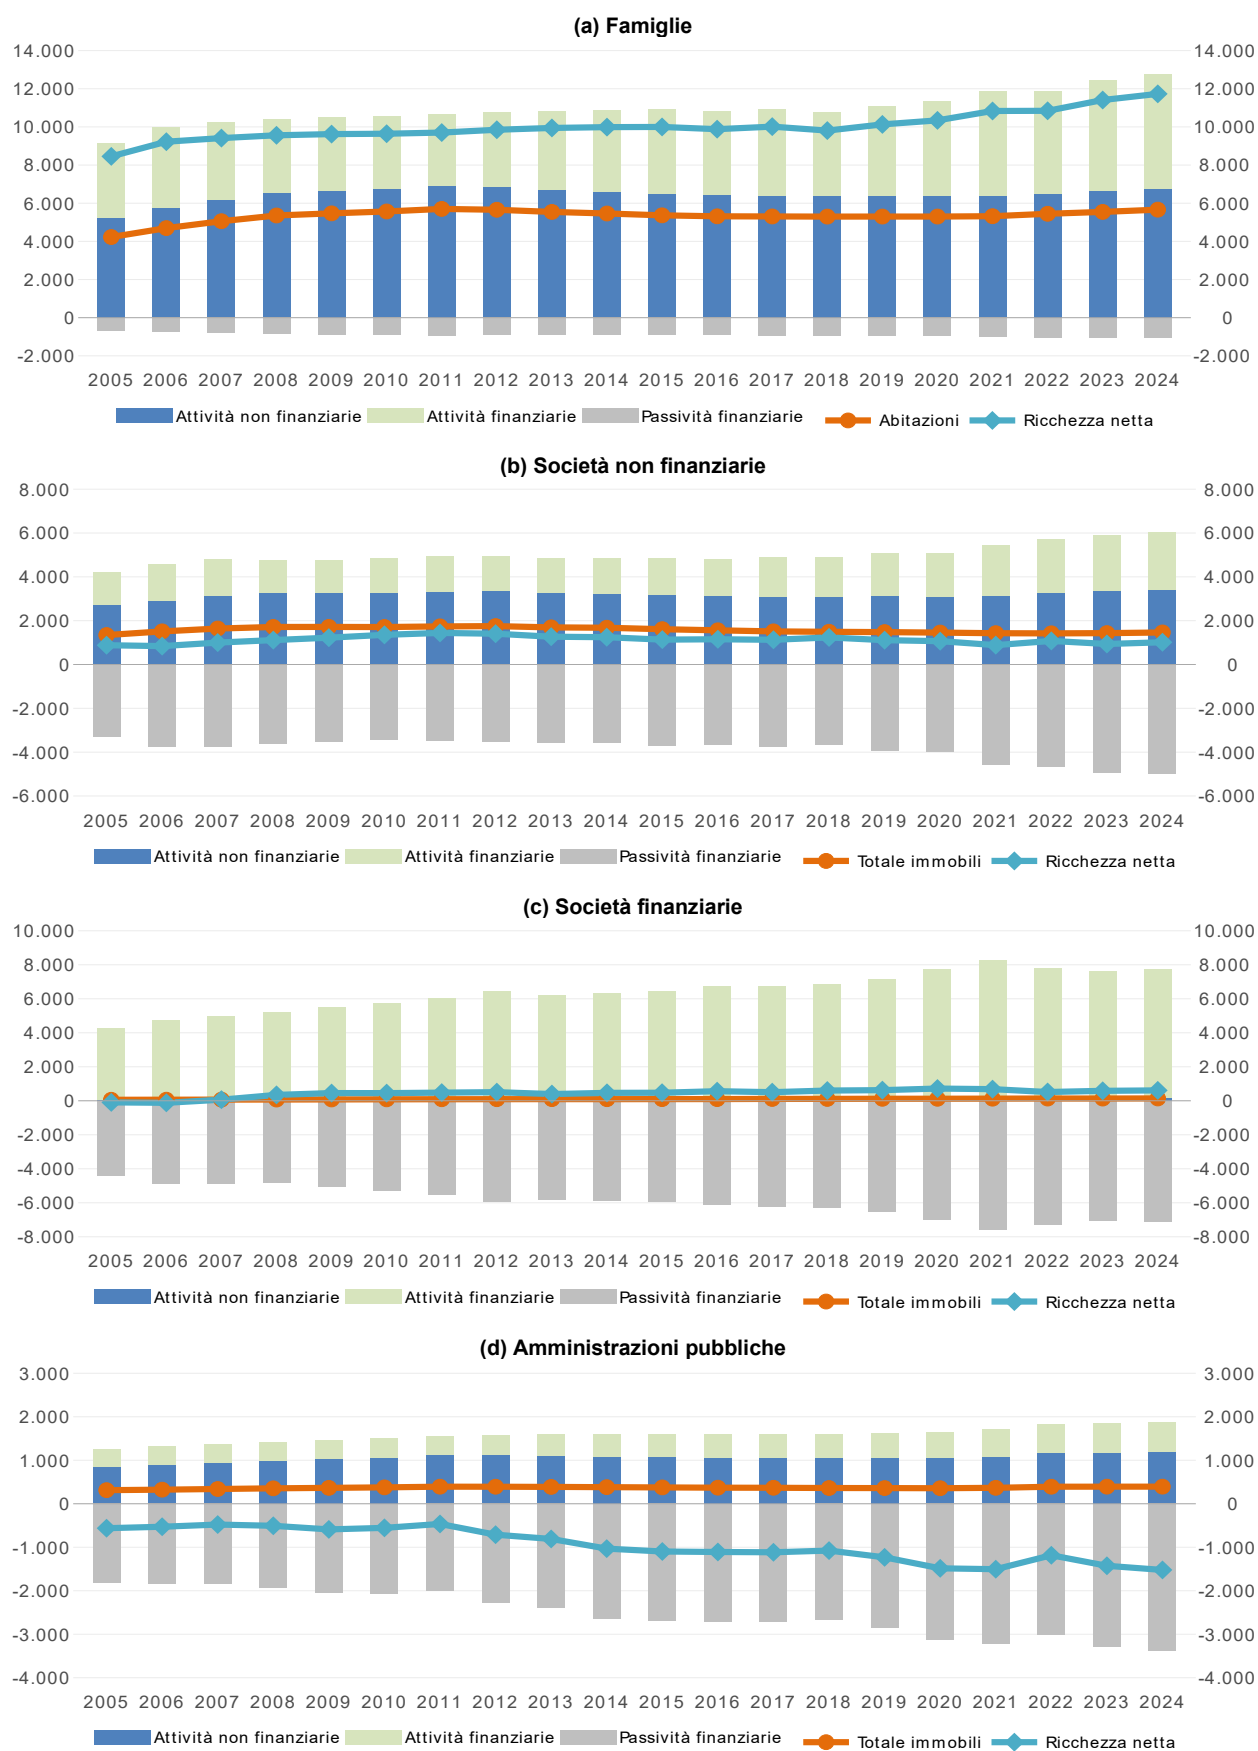 (a) Famiglie
14.000 14.000
12.000 12.000
10.000 10.000
8.000 8.000
6.000 6.000
4.000 4.000
2.000 2.000
0 0
-2.000 -2.000
2005 2006 2007 2008 2009 2010 2011 2012 2013 2014 2015 2016 2017 2018 2019 2020 2021 2022 2023 2024
Attività non finanziarie Attività finanziarie Passività finanziarie Abitazioni Ricchezza netta
(b) Società non finanziarie
8.000 8.000
6.000 6.000
4.000 4.000
2.000 2.000
0 0
-2.000 -2.000
-4.000 -4.000
-6.000 -6.000
2005 2006 2007 2008 2009 2010 2011 2012 2013 2014 2015 2016 2017 2018 2019 2020 2021 2022 2023 2024
Attività non finanziarie Attività finanziarie Passività finanziarie Totale immobili Ricchezza netta
(c) Società finanziarie
10.000 10.000
8.000 8.000
6.000 6.000
4.000 4.000
2.000 2.000
0 0
-2.000 -2.000
-4.000 -4.000
-6.000 -6.000
-8.000 -8.000
2005 2006 2007 2008 2009 2010 2011 2012 2013 2014 2015 2016 2017 2018 2019 2020 2021 2022 2023 2024
Attività non finanziarie Attività finanziarie Passività finanziarie Totale immobili Ricchezza netta
(d) Amministrazioni pubbliche
3.000 3.000
2.000 2.000
1.000 1.000
0 0
-1.000 -1.000
-2.000 -2.000
-3.000 -3.000
-4.000 -4.000
2005 2006 2007 2008 2009 2010 2011 2012 2013 2014 2015 2016 2017 2018 2019 2020 2021 2022 2023 2024
Attività non finanziarie Attività finanziarie Passività finanziarie Totale immobili Ricchezza netta